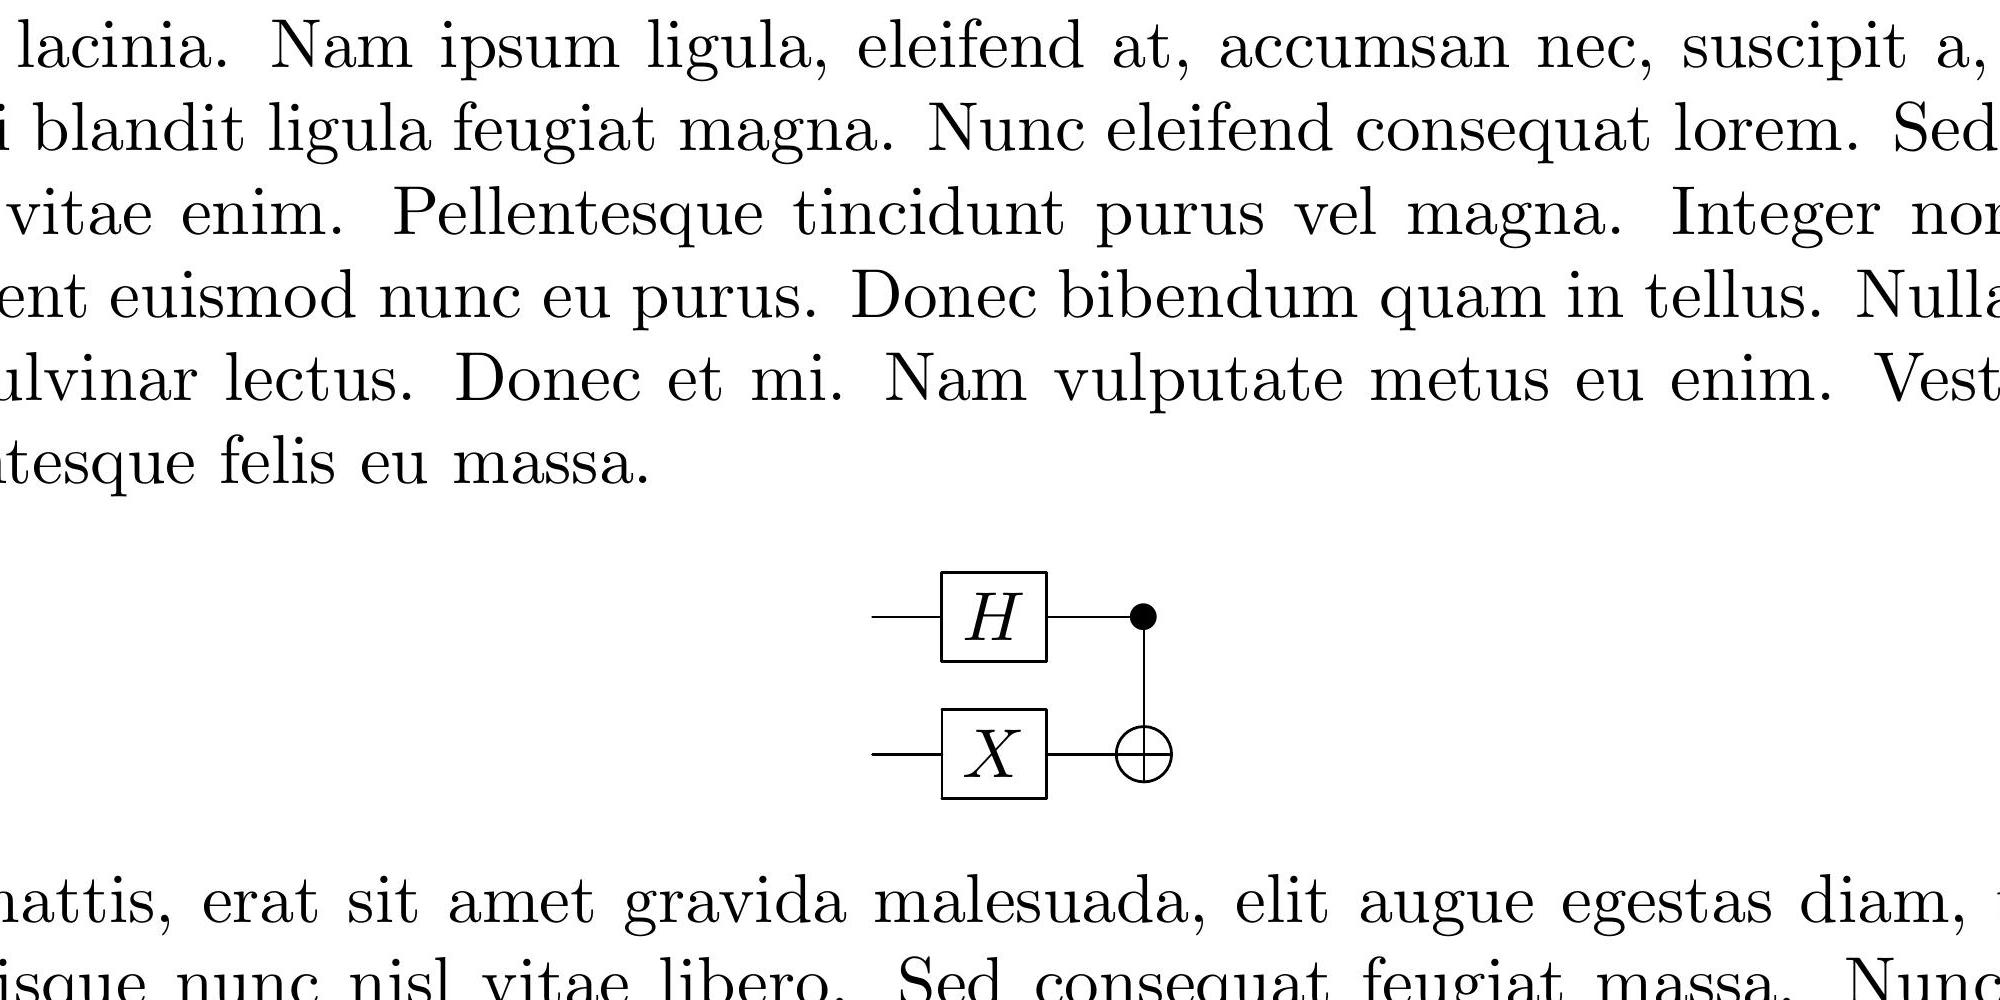 lacinia. Nam ipsum ligula, eleifend at, accumsan nec, suscipit a,
i blandit ligula feugiat magna. Nunc eleifend consequat lorem. Sed
vitae enim. Pellentesque tincidunt purus vel magna. Integer non
ent euismod nunc eu purus. Donec bibendum quam in tellus. Nulla
ulvinar lectus. Donec et mi. Nam vulputate metus eu enim. Vest
ntesque felis eu massa.
H
X
mattis, erat sit amet gravida malesuada, elit augue egestas diam,
isque nunc nisl vitae libero. Sed consequat feugiat massa. Nunc